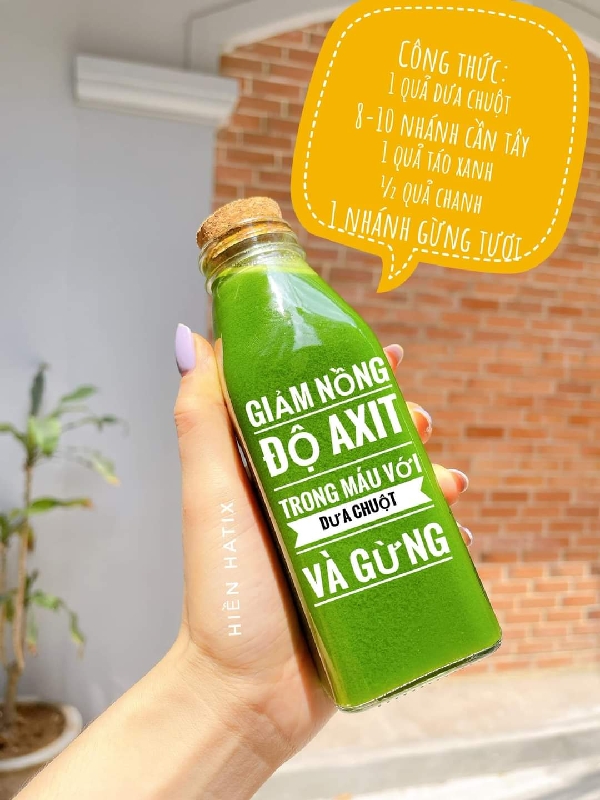 CÔNG THỨC:
1 QUẢ DƯA CHUỘT
8-10 NHÁNH CẦN TÂY
1 QUẢ TÁO XANH
½ QUẢ CHANH
1 NHÁNH GỪNG TƯƠI
GIẢM NỒNG
ĐỘ AXIT
TRONG MÁU VỚI
DƯA CHUỘT
VÀ GỪNG
HIỀN HATIX